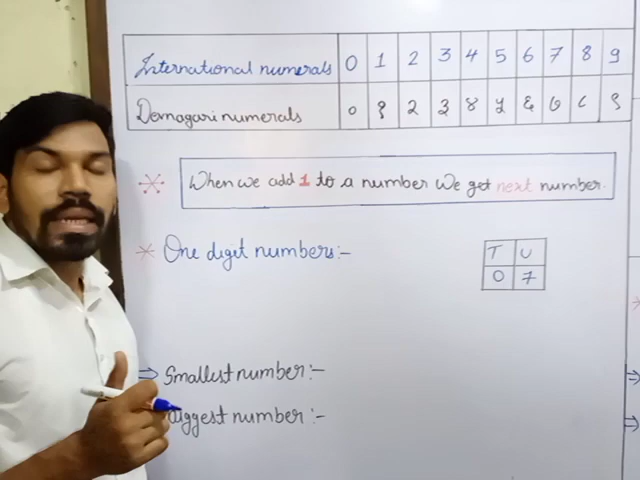 International numerals 0 1 2 3 4 5 6 7 8 9
Devnagari numerals ० १ २ ३ ४ ५ ६ ७ ८ ९
* When we add 1 to a number We get next number.
* One digit numbers:-
T U
0 7
⇒ Smallest number:-
Biggest number:-